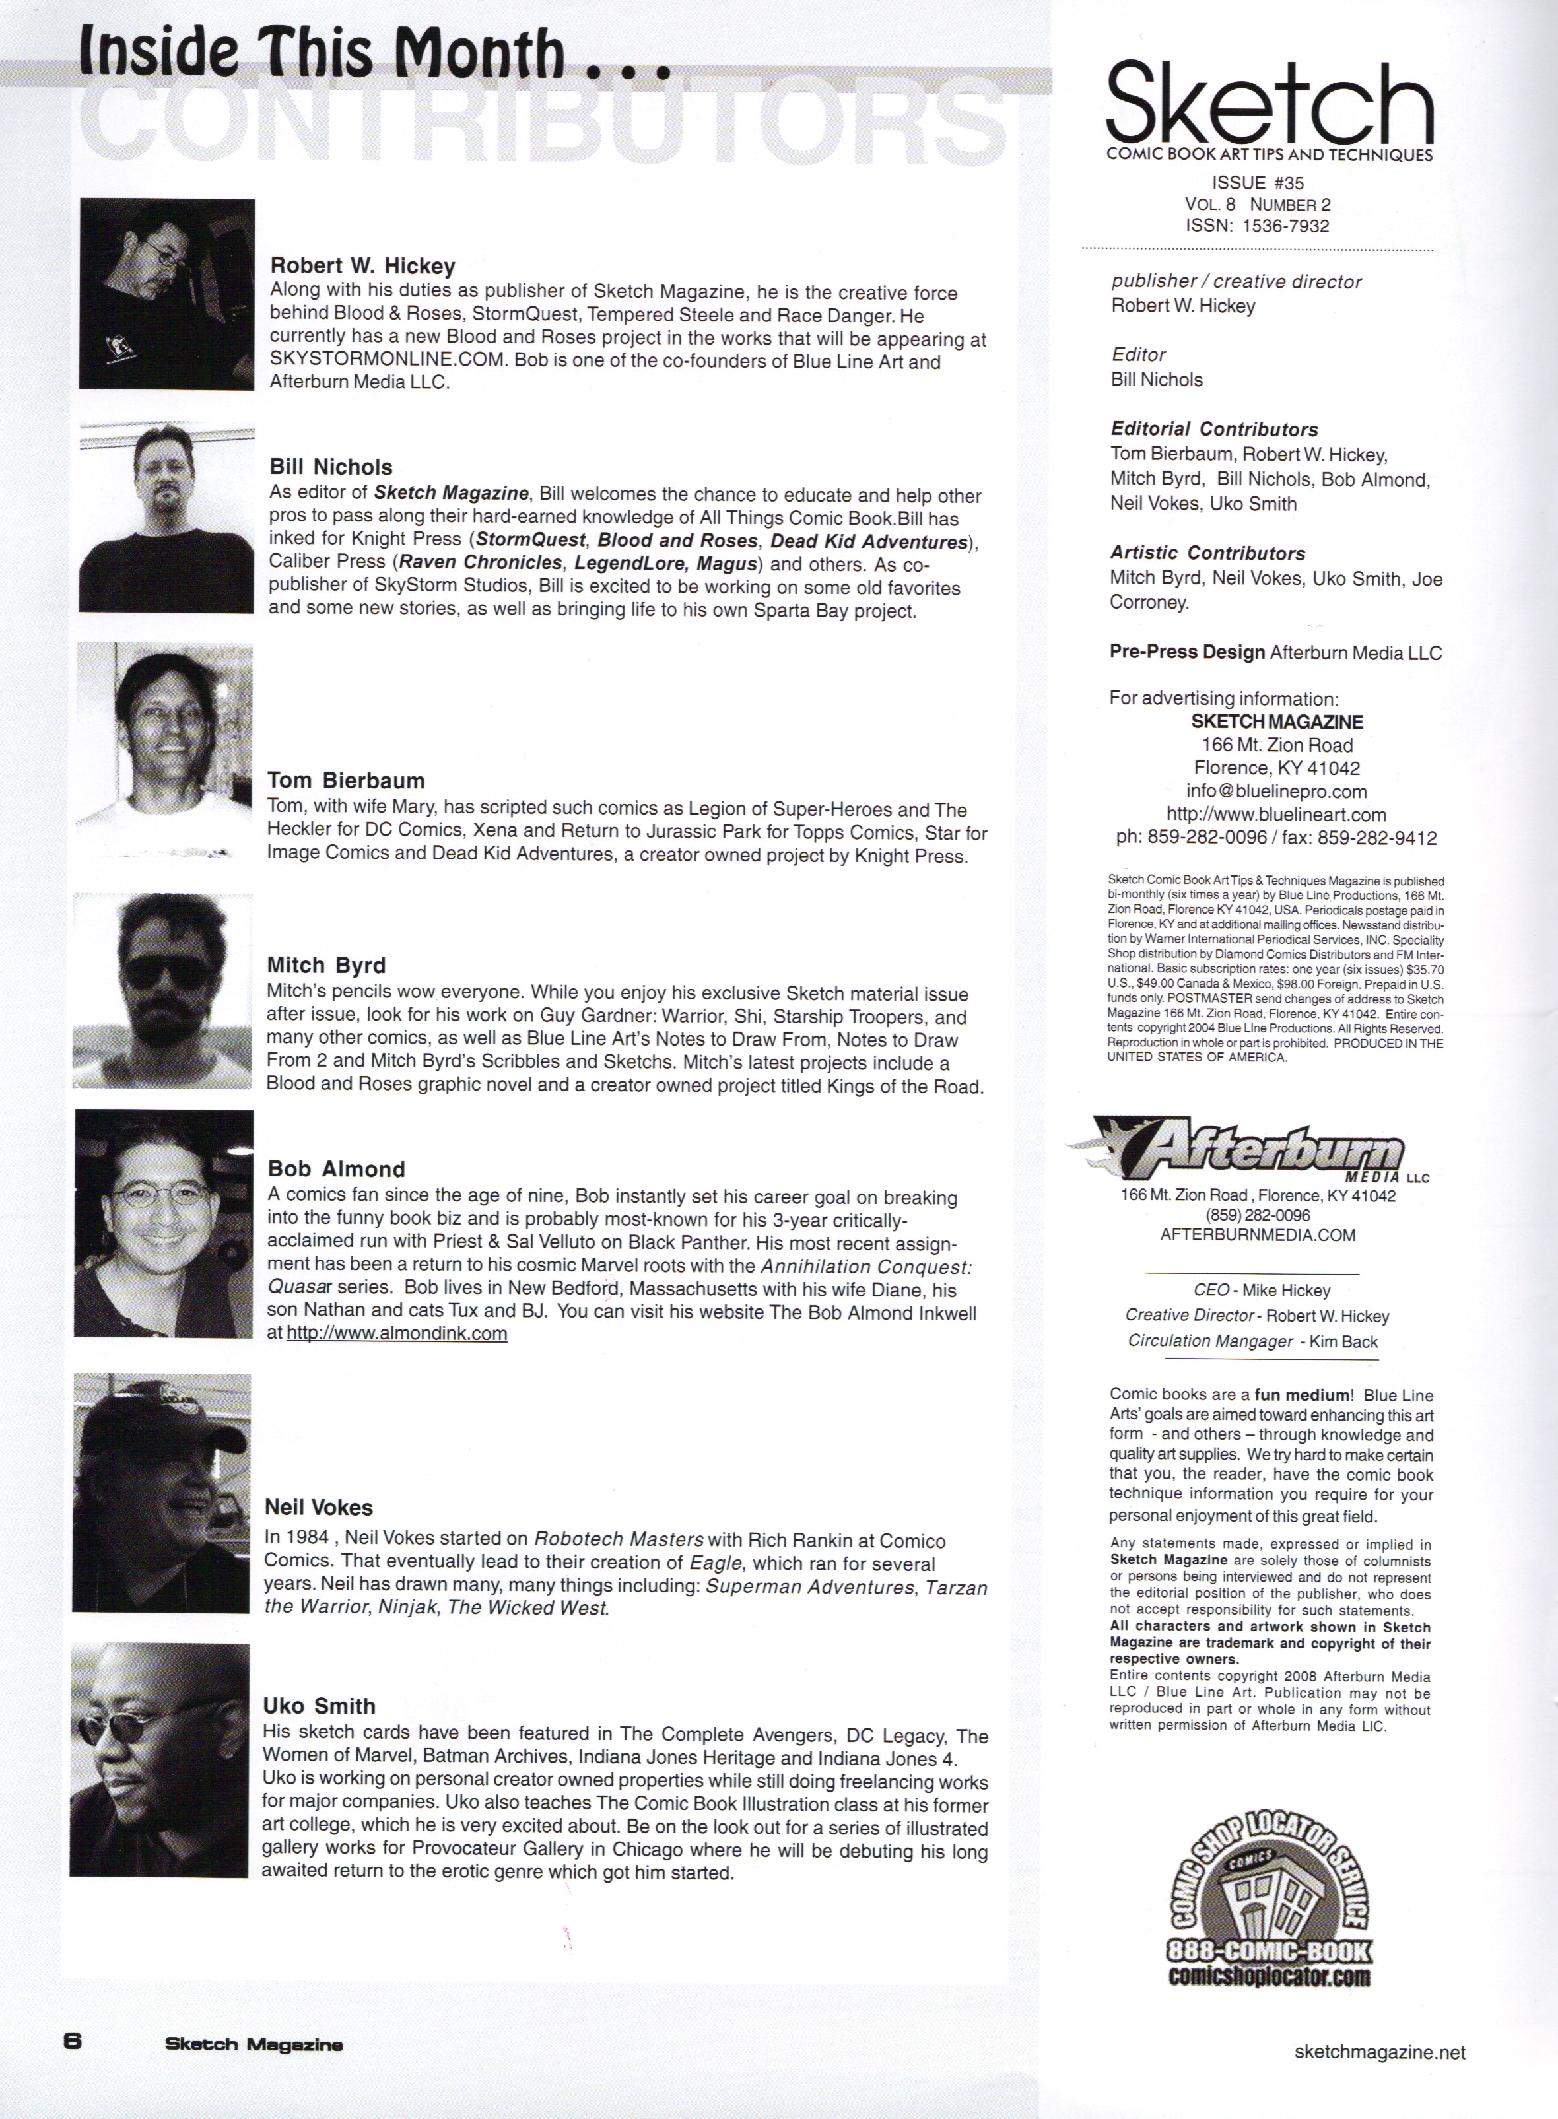 Inside This Month . . .
CONTRIBUTORS
Robert W. Hickey
Along with his duties as publisher of Sketch Magazine, he is the creative force
behind Blood & Roses, StormQuest, Tempered Steele and Race Danger. He
currently has a new Blood and Roses project in the works that will be appearing at
SKYSTORMONLINE.COM. Bob is one of the co-founders of Blue Line Art and
Afterburn Media LLC.
Bill Nichols
As editor of Sketch Magazine, Bill welcomes the chance to educate and help other
pros to pass along their hard-earned knowledge of All Things Comic Book.Bill has
inked for Knight Press (StormQuest, Blood and Roses, Dead Kid Adventures),
Caliber Press (Raven Chronicles, LegendLore, Magus) and others. As co-
publisher of SkyStorm Studios, Bill is excited to be working on some old favorites
and some new stories, as well as bringing life to his own Sparta Bay project.
Tom Bierbaum
Tom, with wife Mary, has scripted such comics as Legion of Super-Heroes and The
Heckler for DC Comics, Xena and Return to Jurassic Park for Topps Comics, Star for
Image Comics and Dead Kid Adventures, a creator owned project by Knight Press.
Mitch Byrd
Mitch's pencils wow everyone. While you enjoy his exclusive Sketch material issue
after issue, look for his work on Guy Gardner: Warrior, Shi, Starship Troopers, and
many other comics, as well as Blue Line Art's Notes to Draw From, Notes to Draw
From 2 and Mitch Byrd's Scribbles and Sketchs. Mitch's latest projects include a
Blood and Roses graphic novel and a creator owned project titled Kings of the Road.
Bob Almond
A comics fan since the age of nine, Bob instantly set his career goal on breaking
into the funny book biz and is probably most-known for his 3-year critically-
acclaimed run with Priest & Sal Velluto on Black Panther. His most recent assign-
ment has been a return to his cosmic Marvel roots with the Annihilation Conquest:
Quasar series. Bob lives in New Bedford, Massachusetts with his wife Diane, his
son Nathan and cats Tux and BJ. You can visit his website The Bob Almond Inkwell
at http://www.almondink.com
Neil Vokes
In 1984 , Neil Vokes started on Robotech Masters with Rich Rankin at Comico
Comics. That eventually lead to their creation of Eagle, which ran for several
years. Neil has drawn many, many things including: Superman Adventures, Tarzan
the Warrior, Ninjak, The Wicked West.
Uko Smith
His sketch cards have been featured in The Complete Avengers, DC Legacy, The
Women of Marvel, Batman Archives, Indiana Jones Heritage and Indiana Jones 4.
Uko is working on personal creator owned properties while still doing freelancing works
for major companies. Uko also teaches The Comic Book Illustration class at his former
art college, which he is very excited about. Be on the look out for a series of illustrated
gallery works for Provocateur Gallery in Chicago where he will be debuting his long
awaited return to the erotic genre which got him started.
6 Sketch Magazine
Sketch
COMIC BOOK ART TIPS AND TECHNIQUES
ISSUE #35
VOL. 8 NUMBER 2
ISSN: 1536-7932
publisher / creative director
Robert W. Hickey
Editor
Bill Nichols
Editorial Contributors
Tom Bierbaum, Robert W. Hickey,
Mitch Byrd, Bill Nichols, Bob Almond,
Neil Vokes, Uko Smith
Artistic Contributors
Mitch Byrd, Neil Vokes, Uko Smith, Joe
Corroney.
Pre-Press Design Afterburn Media LLC
For advertising information:
SKETCH MAGAZINE
166 Mt. Zion Road
Florence, KY 41042
info@bluelinepro.com
http://www.bluelineart.com
ph: 859-282-0096 / fax: 859-282-9412
Sketch Comic Book Art Tips & Techniques Magazine is published
bi-monthly (six times a year) by Blue Line Productions, 166 Mt.
Zion Road, Florence KY 41042, USA. Periodicals postage paid in
Florence, KY and at additional mailing offices. Newsstand distribu-
tion by Warner International Periodical Services, INC. Speciality
Shop distribution by Diamond Comics Distributors and FM Inter-
national. Basic subscription rates: one year (six issues) $35.70
U.S., $49.00 Canada & Mexico, $98.00 Foreign. Prepaid in U.S.
funds only. POSTMASTER send changes of address to Sketch
Magazine 166 Mt. Zion Road, Florence, KY 41042. Entire con-
tents copyright 2004 Blue LIne Productions. All Rights Reserved.
Reproduction in whole or part is prohibited. PRODUCED IN THE
UNITED STATES OF AMERICA.
Afterburn
MEDIA LLC
166 Mt. Zion Road , Florence, KY 41042
(859) 282-0096
AFTERBURNMEDIA.COM
CEO - Mike Hickey
Creative Director - Robert W. Hickey
Circulation Mangager - Kim Back
Comic books are a fun medium! Blue Line
Arts' goals are aimed toward enhancing this art
form - and others – through knowledge and
quality art supplies. We try hard to make certain
that you, the reader, have the comic book
technique information you require for your
personal enjoyment of this great field.
Any statements made, expressed or implied in
Sketch Magazine are solely those of columnists
or persons being interviewed and do not represent
the editorial position of the publisher, who does
not accept responsibility for such statements.
All characters and artwork shown in Sketch
Magazine are trademark and copyright of their
respective owners.
Entire contents copyright 2008 Afterburn Media
LLC / Blue Line Art. Publication may not be
reproduced in part or whole in any form without
written permission of Afterburn Media LlC.
COMIC SHOP LOCATOR SERVICE
COMICS
888-COMIC-BOOK
comicshoplocator.com
sketchmagazine.net